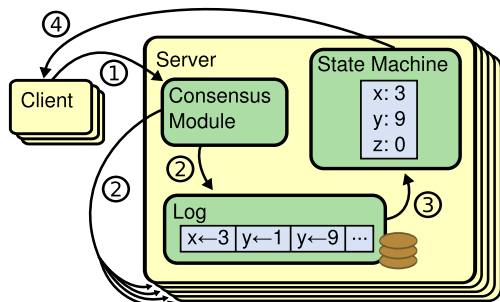 ④
①
Server
State Machine
Client
Consensus
Module
x: 3
y: 9
z: 0
②
②
③
Log
x←3 y←1 y←9 ...